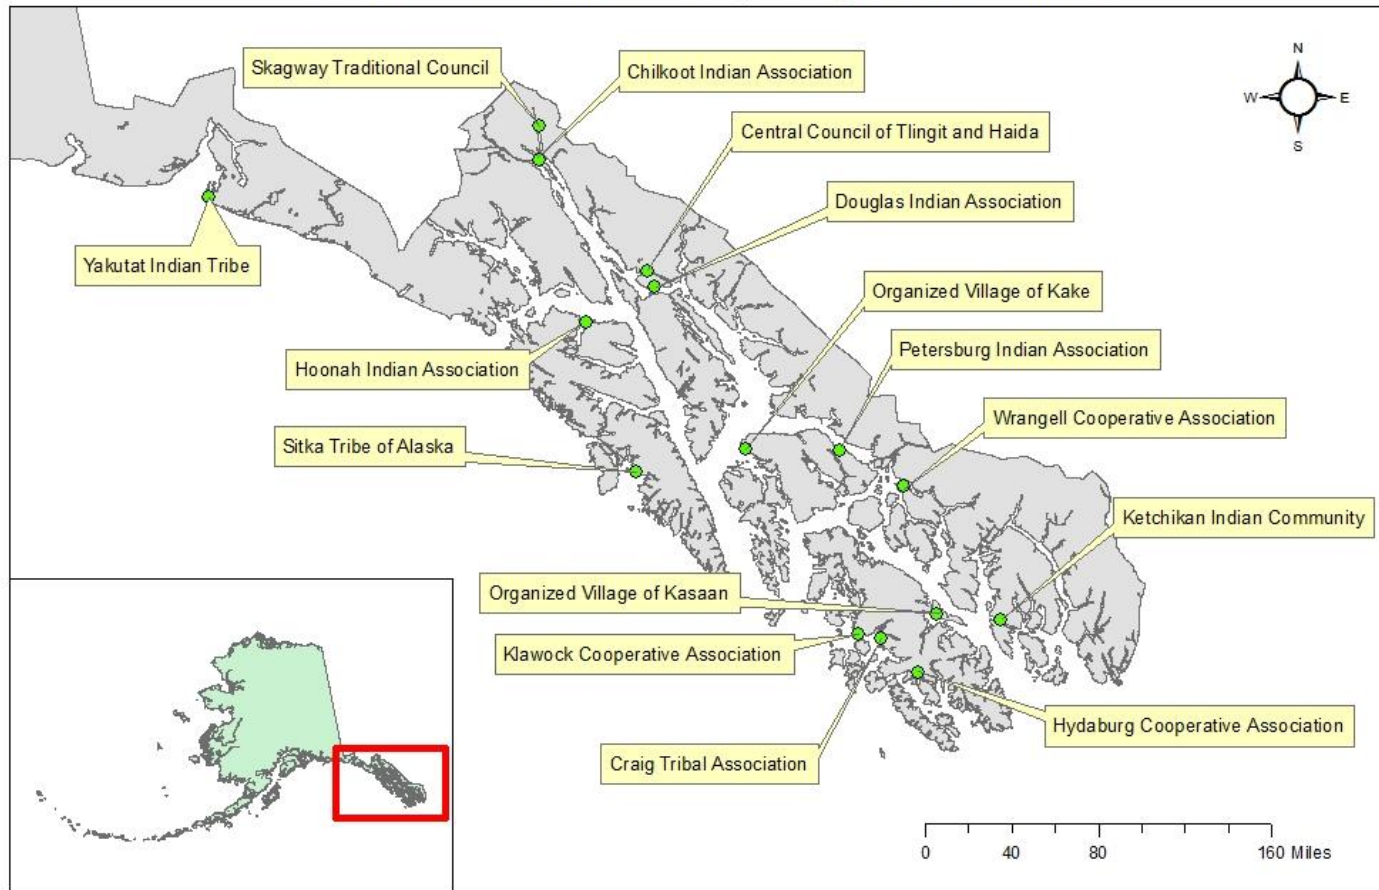 Skagway Traditional Council
Chilkoot Indian Association
Central Council of Tlingit and Haida
Douglas Indian Association
Yakutat Indian Tribe
Organized Village of Kake
Petersburg Indian Association
Hoonah Indian Association
Wrangell Cooperative Association
Sitka Tribe of Alaska
Ketchikan Indian Community
Organized Village of Kasaan
Klawock Cooperative Association
Hydaburg Cooperative Association
Craig Tribal Association
N
W E
S
0 40 80 160 Miles